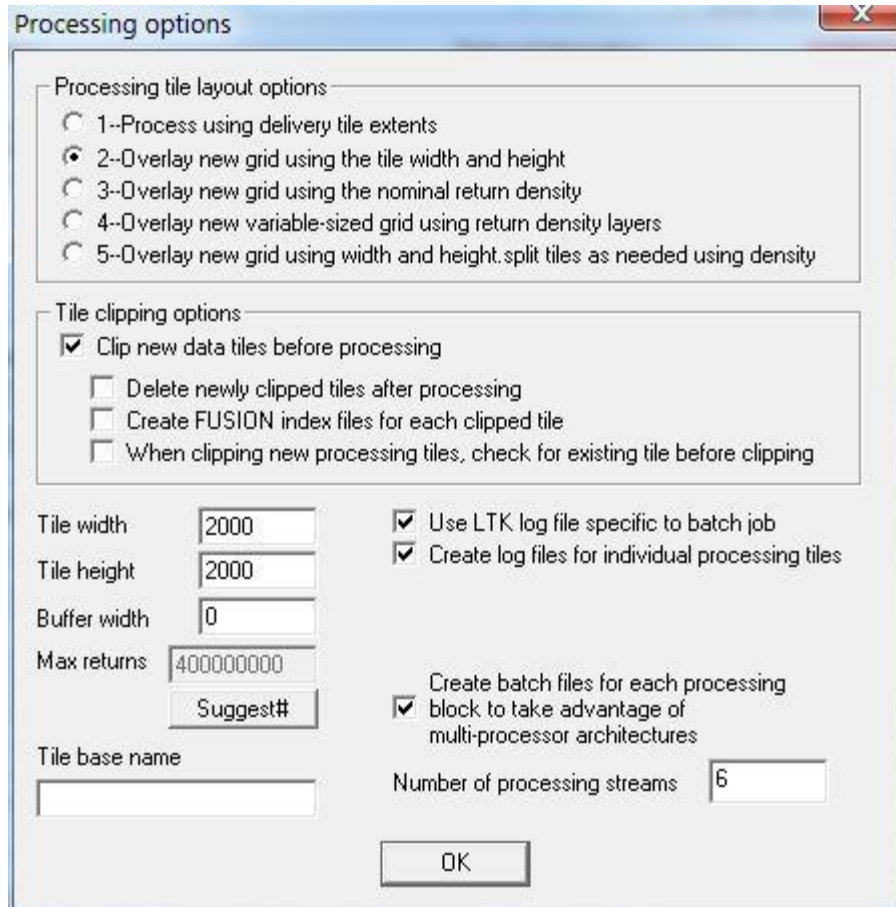 Processing options
Processing tile layout options
1--Process using delivery tile extents
2--Overlay new grid using the tile width and height
3--Overlay new grid using the nominal return density
4--Overlay new variable-sized grid using return density layers
5--Overlay new grid using width and height.split tiles as needed using density
Tile clipping options
Clip new data tiles before processing
Delete newly clipped tiles after processing
Create FUSION index files for each clipped tile
When clipping new processing tiles, check for existing tile before clipping
Tile width 2000
Tile height 2000
Buffer width 0
Max returns 400000000
Suggest#
Tile base name
Use LTK log file specific to batch job
Create log files for individual processing tiles
Create batch files for each processing
block to take advantage of
multi-processor architectures
Number of processing streams 6
OK